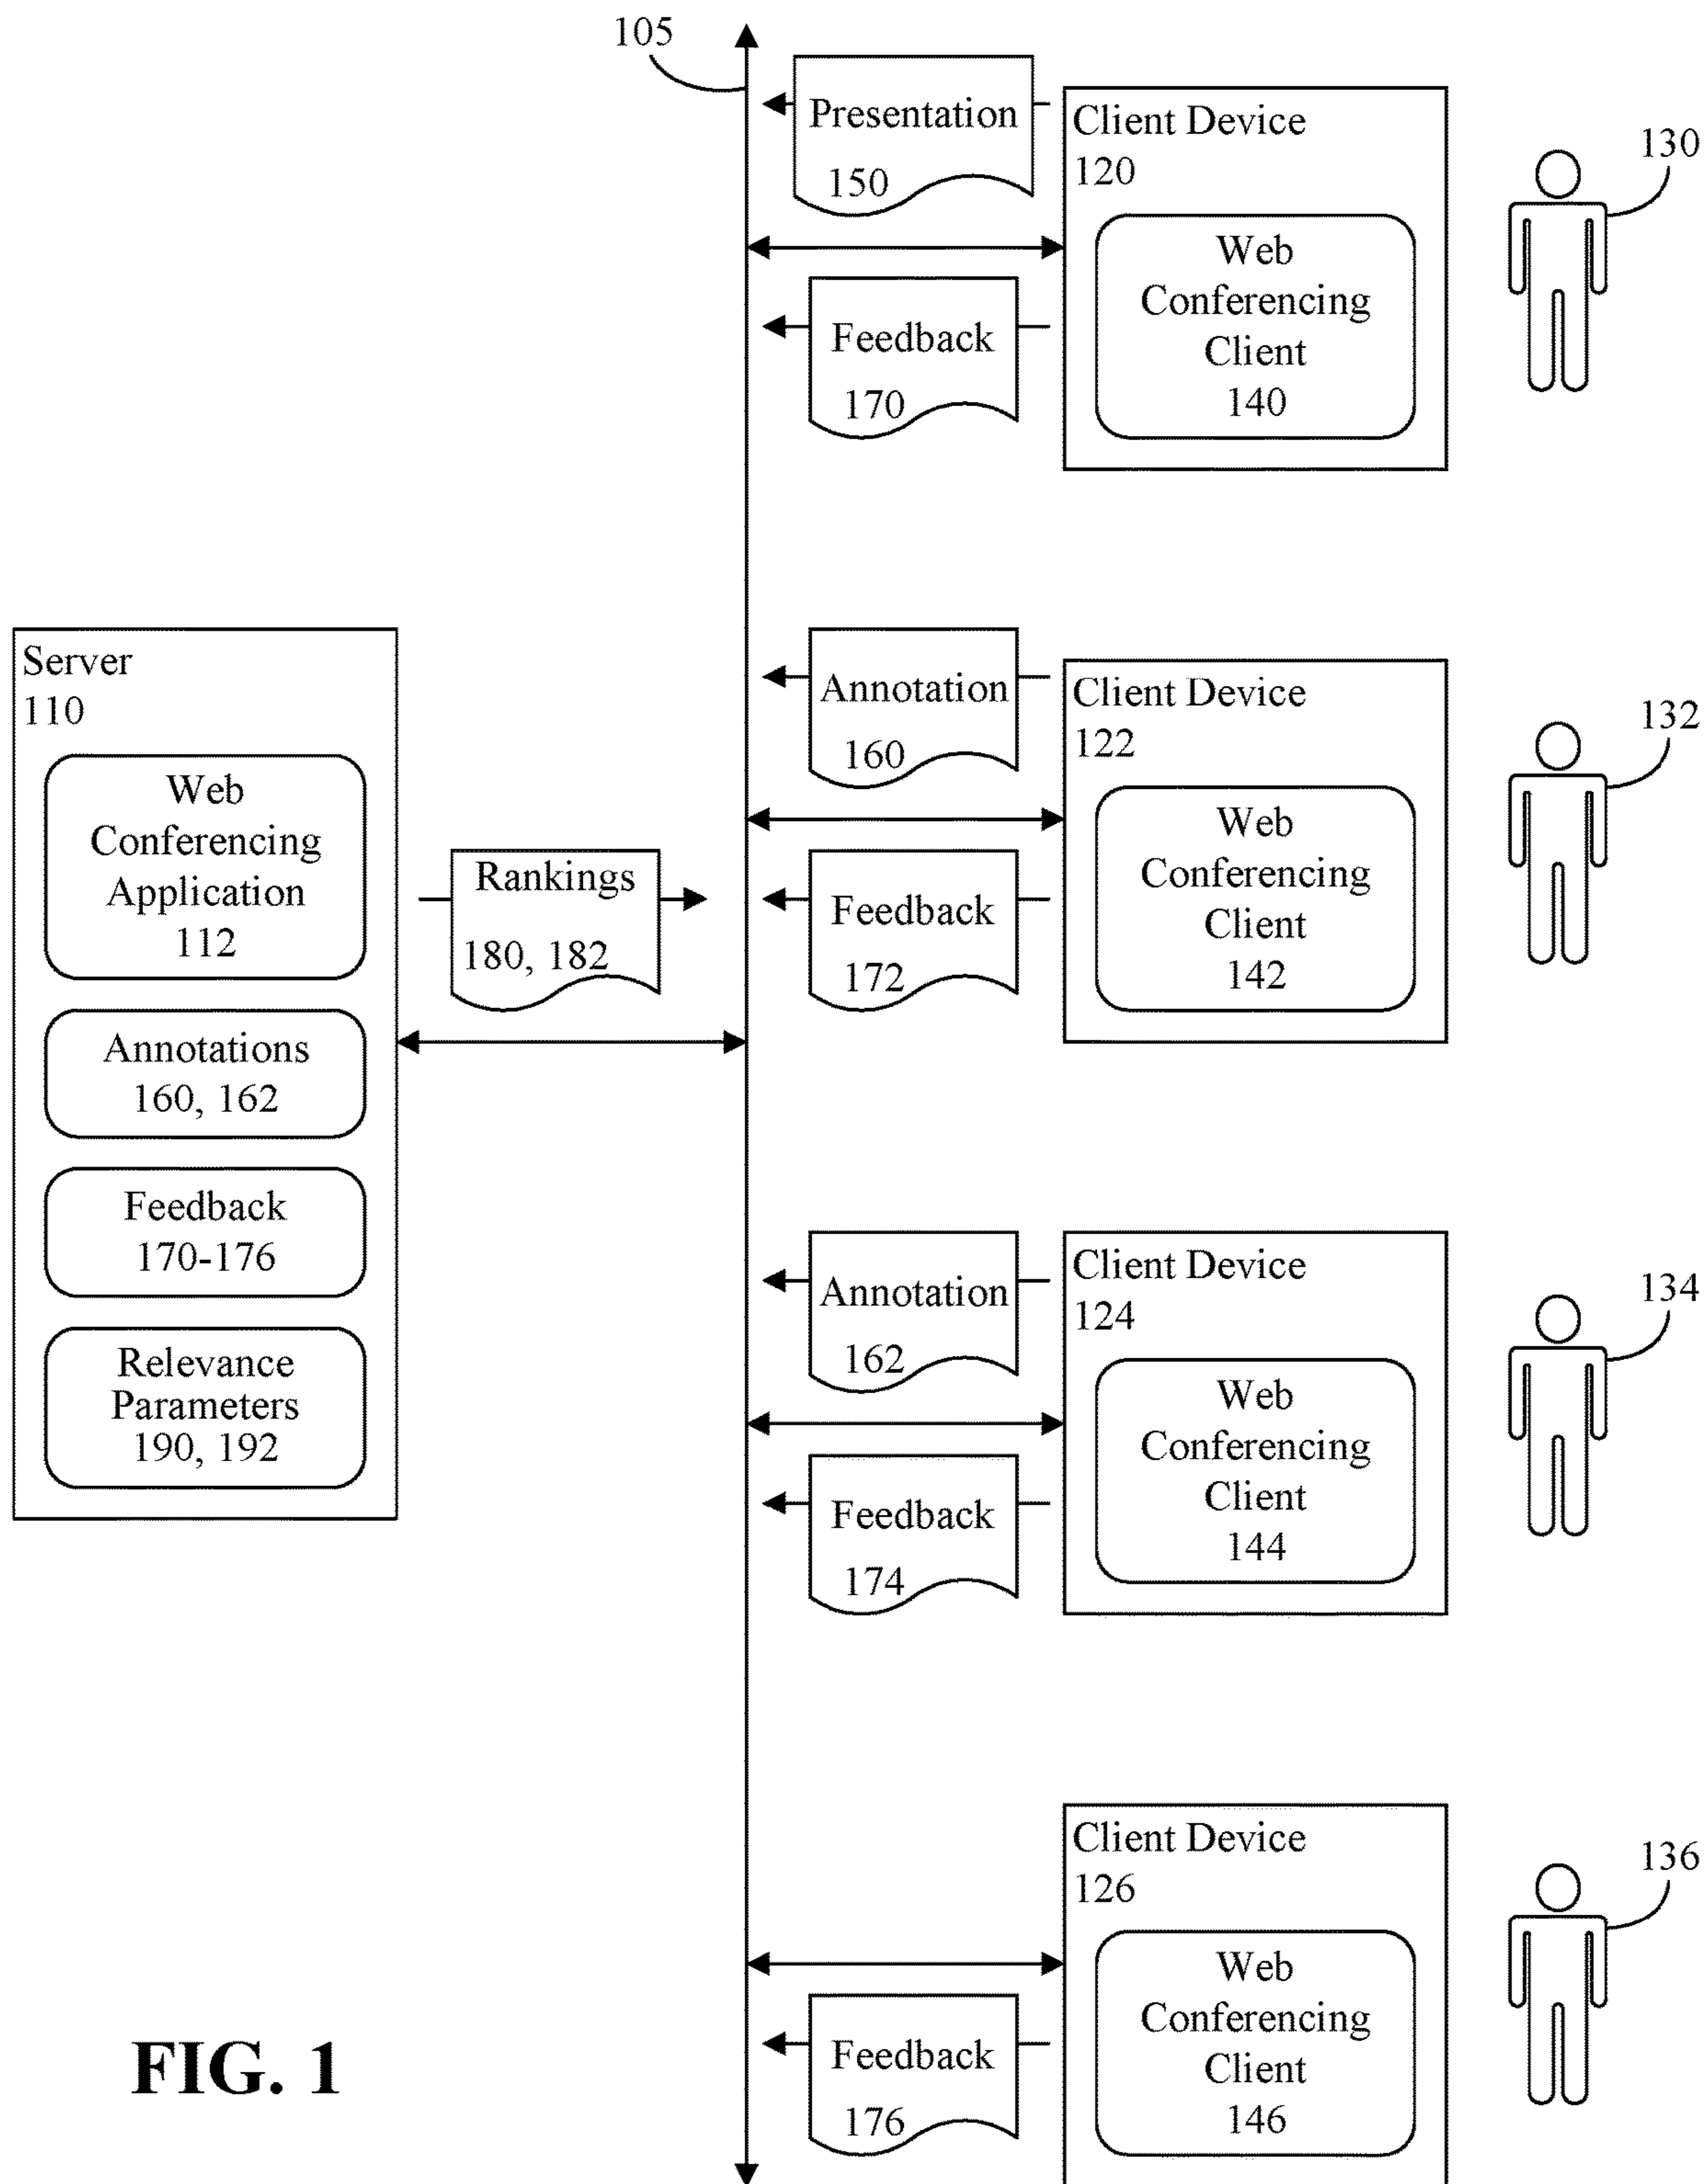 105
Presentation
150
Client Device
120
130
Web
Conferencing
Client
140
Feedback
170
Server
110
Web
Conferencing
Application
112
Annotations
160, 162
Feedback
170-176
Relevance
Parameters
190, 192
Rankings
180, 182
Annotation
160
Client Device
122
132
Web
Conferencing
Client
142
Feedback
172
Annotation
162
Client Device
124
134
Web
Conferencing
Client
144
Feedback
174
Client Device
126
136
Web
Conferencing
Client
146
Feedback
176
FIG. 1